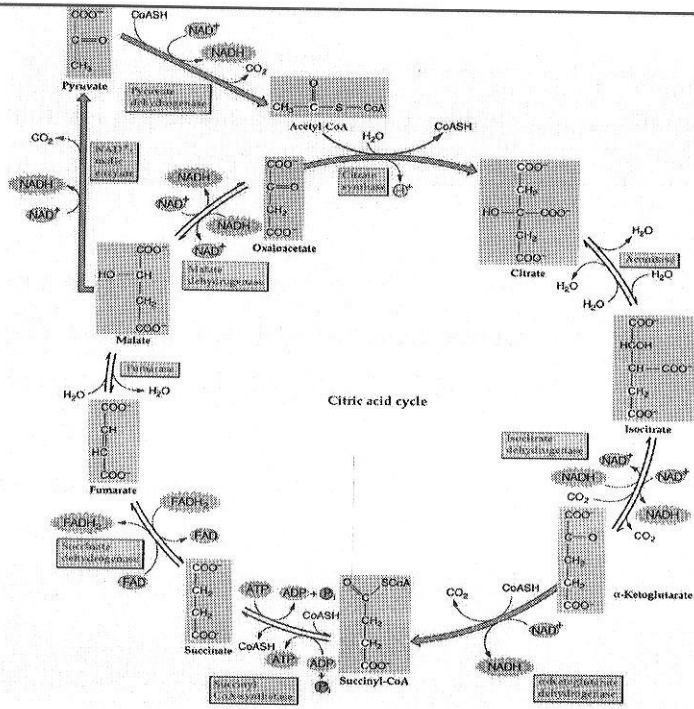 COO⁻
C=O
CH₃
Pyruvate
CoASH
NAD⁺
NADH
CO₂
Pyruvate
dehydrogenase
O
CH₃—C—S—CoA
Acetyl-CoA
H₂O
CoASH
Citrate
synthase
H⁺
CO₂
NAD⁺-
malic
enzyme
NADH
NAD⁺
NADH
NAD⁺
NADH
NAD⁺
Malate
dehydrogenase
COO⁻
C=O
CH₂
COO⁻
Oxaloacetate
COO⁻
CH₂
HO—C—COO⁻
CH₂
COO⁻
Citrate
H₂O
Aconitase
H₂O
H₂O
H₂O
COO⁻
HO—CH
CH₂
COO⁻
Malate
COO⁻
HCOH
CH—COO⁻
CH₂
COO⁻
Isocitrate
Fumarase
H₂O
H₂O
Citric acid cycle
COO⁻
CH
HC
COO⁻
Fumarate
Isocitrate
dehydrogenase
NAD⁺
NADH
NAD⁺
CO₂
NADH
CO₂
FADH₂
FADH₂
FAD
Succinate
dehydrogenase
FAD
COO⁻
C=O
CH₂
CH₂
COO⁻
α-Ketoglutarate
COO⁻
CH₂
CH₂
COO⁻
Succinate
ATP
ADP + Pᵢ
CoASH
CoASH
ATP
ADP
+
Pᵢ
Succinyl
CoA synthetase
O
SCoA
C
CH₂
CH₂
COO⁻
Succinyl-CoA
CO₂
CoASH
NAD⁺
NADH
α-Ketoglutarate
dehydrogenase